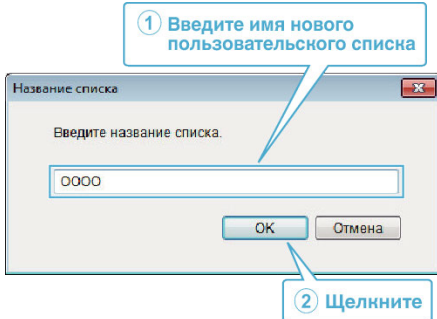 ① Введите имя нового
пользовательского списка
Название списка
Введите название списка.
OOOO
OK
Отмена
② Щелкните